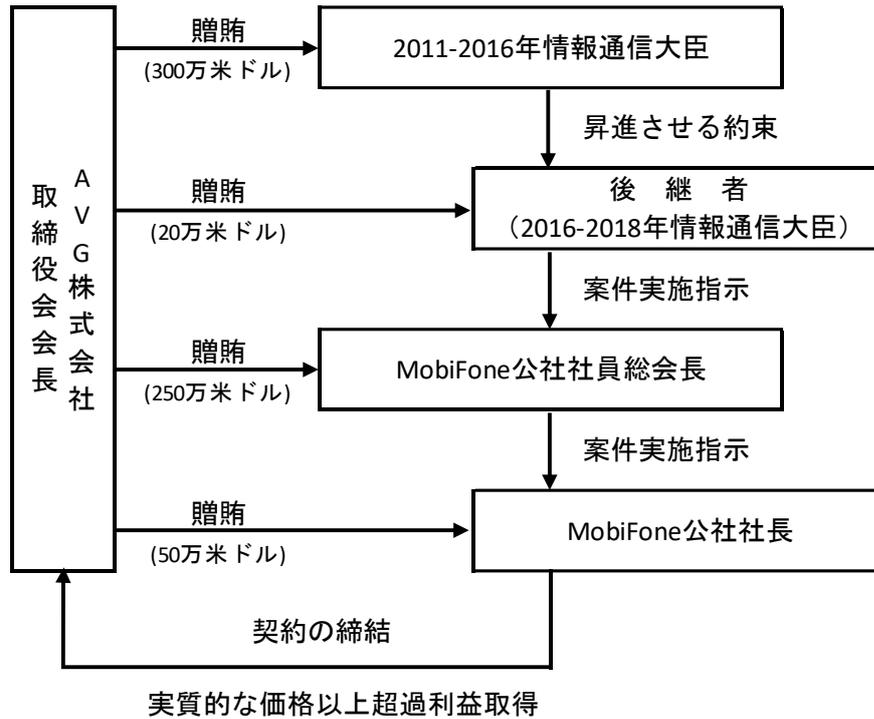 AVG株式会社
取締役会会長
贈賄
(300万米ドル)
2011-2016年情報通信大臣
昇進させる約束
贈賄
(20万米ドル)
後　継　者
（2016-2018年情報通信大臣）
案件実施指示
贈賄
(250万米ドル)
MobiFone公社社員総会長
案件実施指示
贈賄
(50万米ドル)
MobiFone公社社長
契約の締結
実質的な価格以上超過利益取得